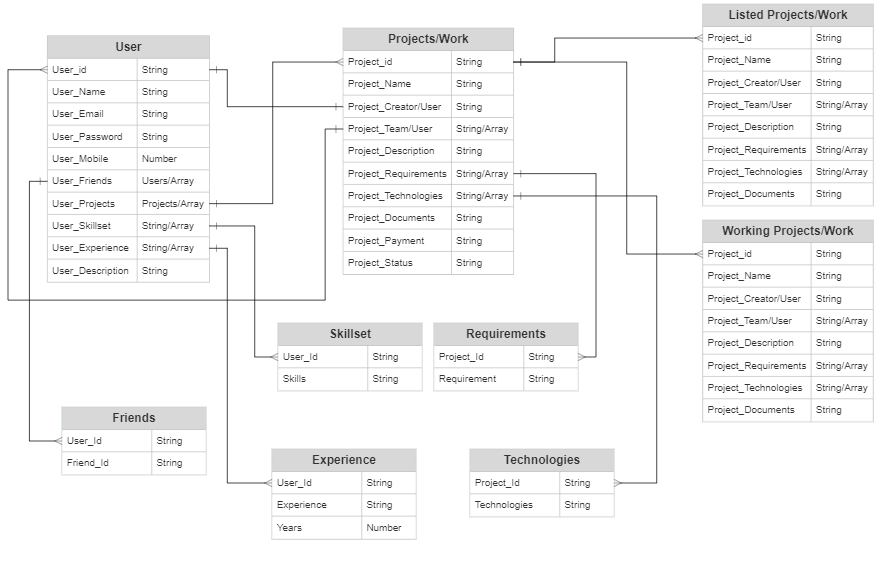 User
User_id String
User_Name String
User_Email String
User_Password String
User_Mobile Number
User_Friends Users/Array
User_Projects Projects/Array
User_Skillset String/Array
User_Experience String/Array
User_Description String
Projects/Work
Project_id String
Project_Name String
Project_Creator/User String
Project_Team/User String/Array
Project_Description String
Project_Requirements String/Array
Project_Technologies String/Array
Project_Documents String
Project_Payment String
Project_Status String
Listed Projects/Work
Project_id String
Project_Name String
Project_Creator/User String
Project_Team/User String/Array
Project_Description String
Project_Requirements String/Array
Project_Technologies String/Array
Project_Documents String
Working Projects/Work
Project_id String
Project_Name String
Project_Creator/User String
Project_Team/User String/Array
Project_Description String
Project_Requirements String/Array
Project_Technologies String/Array
Project_Documents String
Skillset
User_Id String
Skills String
Requirements
Project_Id String
Requirement String
Friends
User_Id String
Friend_Id String
Experience
User_Id String
Experience String
Years Number
Technologies
Project_Id String
Technologies String